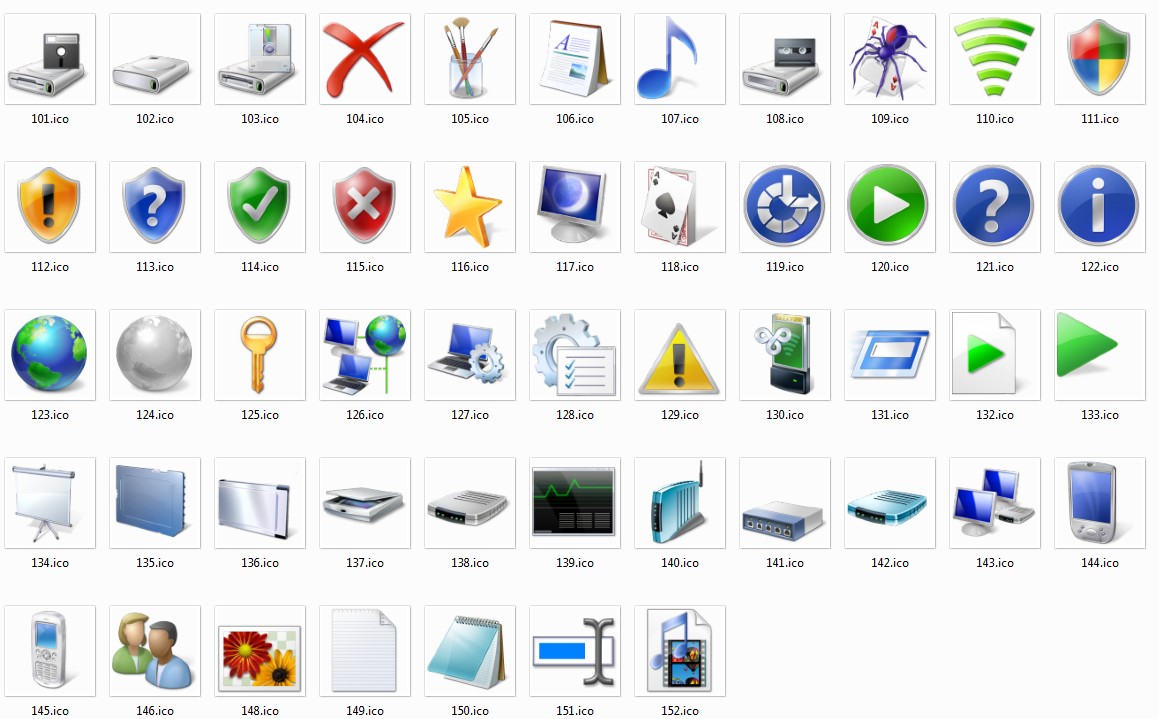 101.ico 102.ico 103.ico 104.ico 105.ico 106.ico 107.ico 108.ico 109.ico 110.ico 111.ico
112.ico 113.ico 114.ico 115.ico 116.ico 117.ico 118.ico 119.ico 120.ico 121.ico 122.ico
123.ico 124.ico 125.ico 126.ico 127.ico 128.ico 129.ico 130.ico 131.ico 132.ico 133.ico
134.ico 135.ico 136.ico 137.ico 138.ico 139.ico 140.ico 141.ico 142.ico 143.ico 144.ico
145.ico 146.ico 148.ico 149.ico 150.ico 151.ico 152.ico